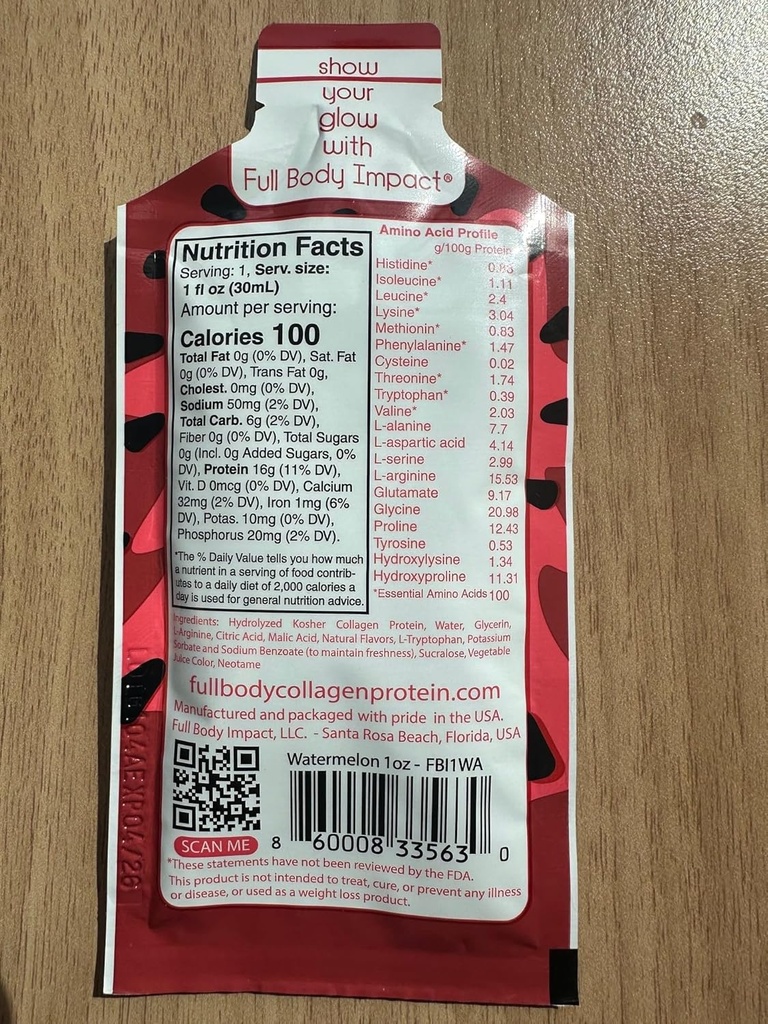 show
your
glow
with
Full Body Impact®
Nutrition Facts
Serving: 1, Serv. size:
1 fl oz (30mL)
Amount per serving:
Calories 100
Total Fat 0g (0% DV), Sat. Fat
0g (0% DV), Trans Fat 0g,
Cholest. 0mg (0% DV),
Sodium 50mg (2% DV),
Total Carb. 6g (2% DV),
Fiber 0g (0% DV), Total Sugars
0g (Incl. 0g Added Sugars, 0%
DV), Protein 16g (11% DV),
Vit. D 0mcg (0% DV), Calcium
32mg (2% DV), Iron 1mg (6%
DV), Potas. 10mg (0% DV),
Phosphorus 20mg (2% DV).
*The % Daily Value tells you how much
a nutrient in a serving of food contrib-
utes to a daily diet of 2,000 calories a
day is used for general nutrition advice.
Amino Acid Profile
g/100g Protein
Histidine* 0.83
Isoleucine* 1.11
Leucine* 2.4
Lysine* 3.04
Methionin* 0.83
Phenylalanine* 1.47
Cysteine 0.02
Threonine* 1.74
Tryptophan* 0.39
Valine* 2.03
L-alanine 7.7
L-aspartic acid 4.14
L-serine 2.99
L-arginine 15.53
Glutamate 9.17
Glycine 20.98
Proline 12.43
Tyrosine 0.53
Hydroxylysine 1.34
Hydroxyproline 11.31
*Essential Amino Acids 100
Ingredients: Hydrolyzed Kosher Collagen Protein, Water, Glycerin,
L-Arginine, Citric Acid, Malic Acid, Natural Flavors, L-Tryptophan, Potassium
Sorbate and Sodium Benzoate (to maintain freshness), Sucralose, Vegetable
Juice Color, Neotame
fullbodycollagenprotein.com
Manufactured and packaged with pride in the USA.
Full Body Impact, LLC. - Santa Rosa Beach, Florida, USA
Watermelon 1oz - FBI1WA
SCAN ME
8 60008 33563 0
*These statements have not been reviewed by the FDA.
This product is not intended to treat, cure, or prevent any illness
or disease, or used as a weight loss product.
EXP04/26